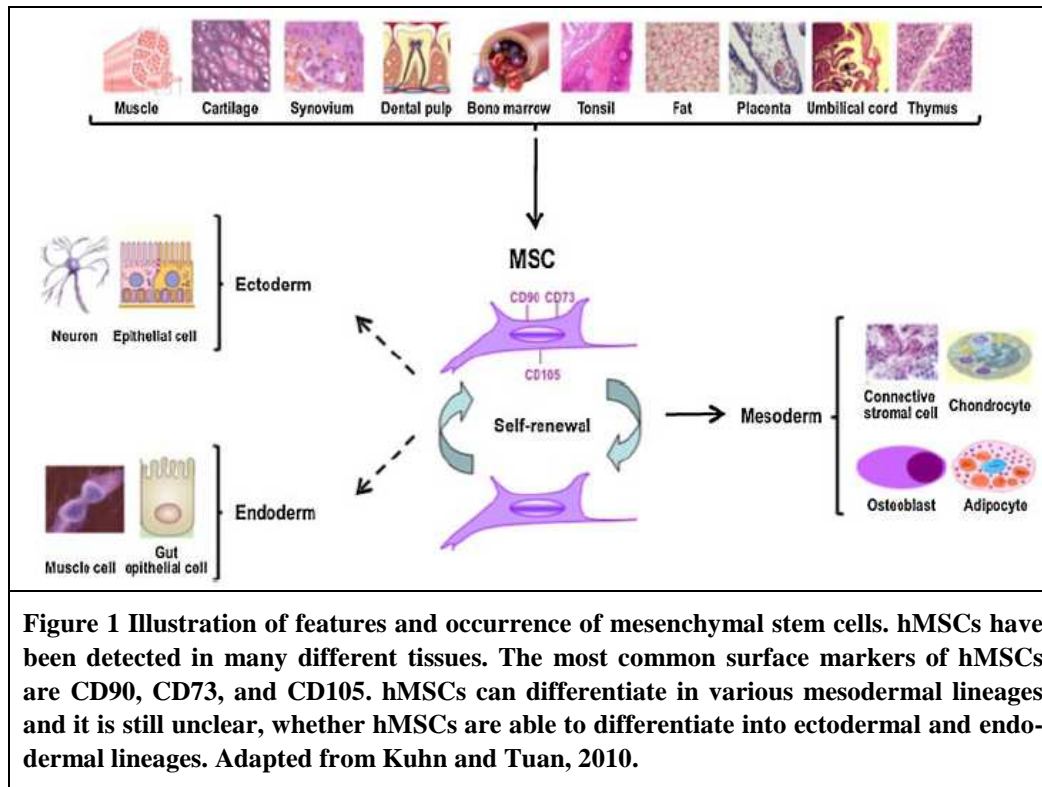 Muscle Cartilage Synovium Dental pulp Bone marrow Tonsil Fat Placenta Umbilical cord Thymus
MSC
CD90 CD73
CD105
Self-renewal
Ectoderm
Neuron Epithelial cell
Endoderm
Muscle cell Gut
epithelial cell
Mesoderm
Connective
stromal cell Chondrocyte
Osteoblast Adipocyte
Figure 1 Illustration of features and occurrence of mesenchymal stem cells. hMSCs have
been detected in many different tissues. The most common surface markers of hMSCs
are CD90, CD73, and CD105. hMSCs can differentiate in various mesodermal lineages
and it is still unclear, whether hMSCs are able to differentiate into ectodermal and endo-
dermal lineages. Adapted from Kuhn and Tuan, 2010.